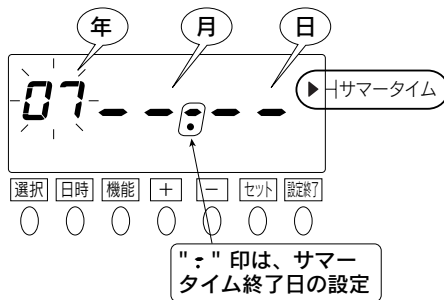 年 月 日
07 - - : - -
▶ サマータイム
選択 日時 機能 + - セット 設定終了
":" 印は、サマー
タイム終了日の設定